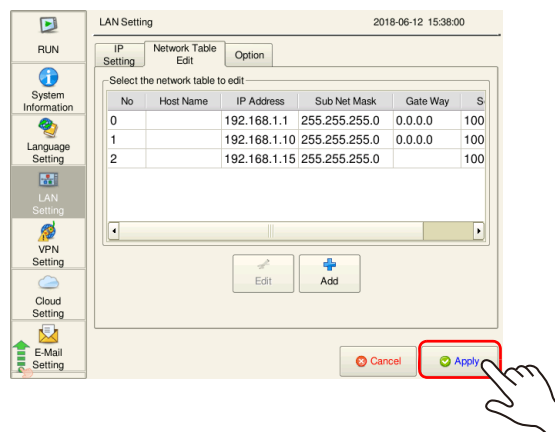 LAN Setting 2018-06-12 15:38:00
RUN
System
Information
Language
Setting
LAN
Setting
VPN
Setting
Cloud
Setting
E-Mail
Setting
IP
Setting
Network Table
Edit
Option
Select the network table to edit
No Host Name IP Address Sub Net Mask Gate Way S
0 192.168.1.1 255.255.255.0 0.0.0.0 100
1 192.168.1.10 255.255.255.0 0.0.0.0 100
2 192.168.1.15 255.255.255.0 100
Edit Add
Cancel Apply